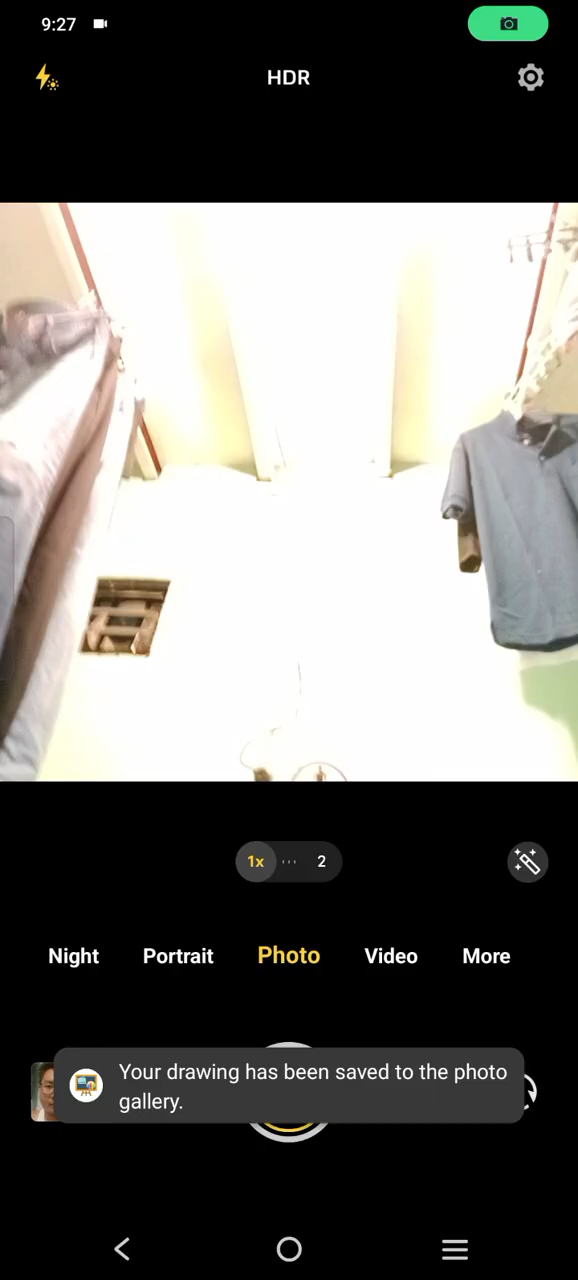 9:27
HDR
1x 2
Night Portrait Photo Video More
Your drawing has been saved to the photo
gallery.